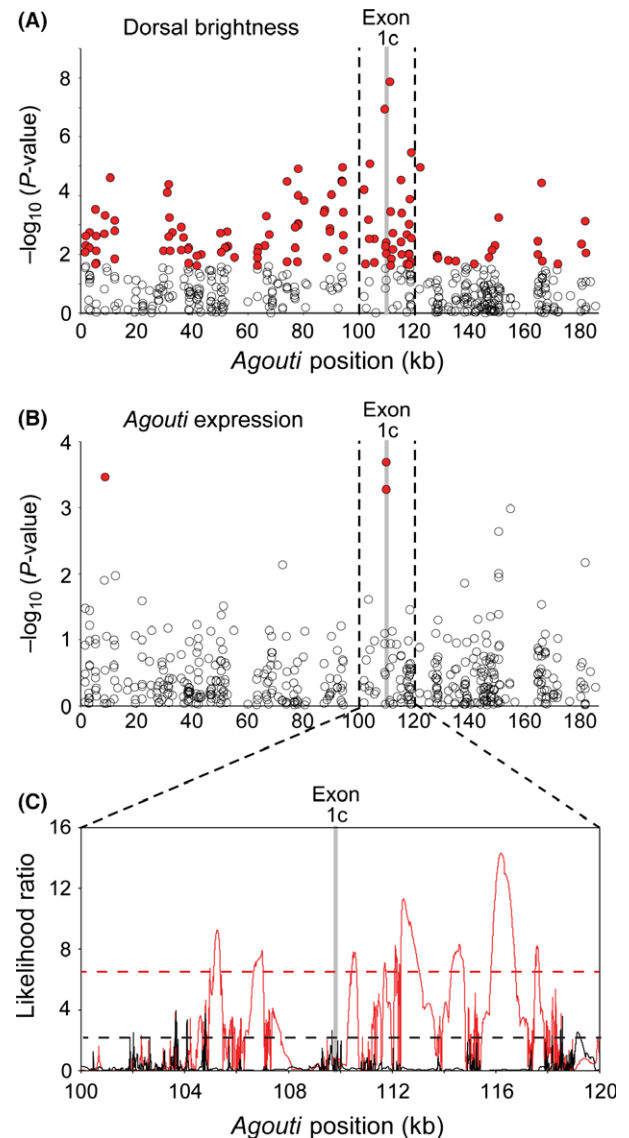 (A)
Dorsal brightness
Exon
1c
−log10 (P-value)
8
6
4
2
0
0 20 40 60 80 100 120 140 160 180
Agouti position (kb)
(B)
Agouti expression
Exon
1c
−log10 (P-value)
4
3
2
1
0
0 20 40 60 80 100 120 140 160 180
(C)
Exon
1c
Likelihood ratio
16
12
8
4
0
100 104 108 112 116 120
Agouti position (kb)